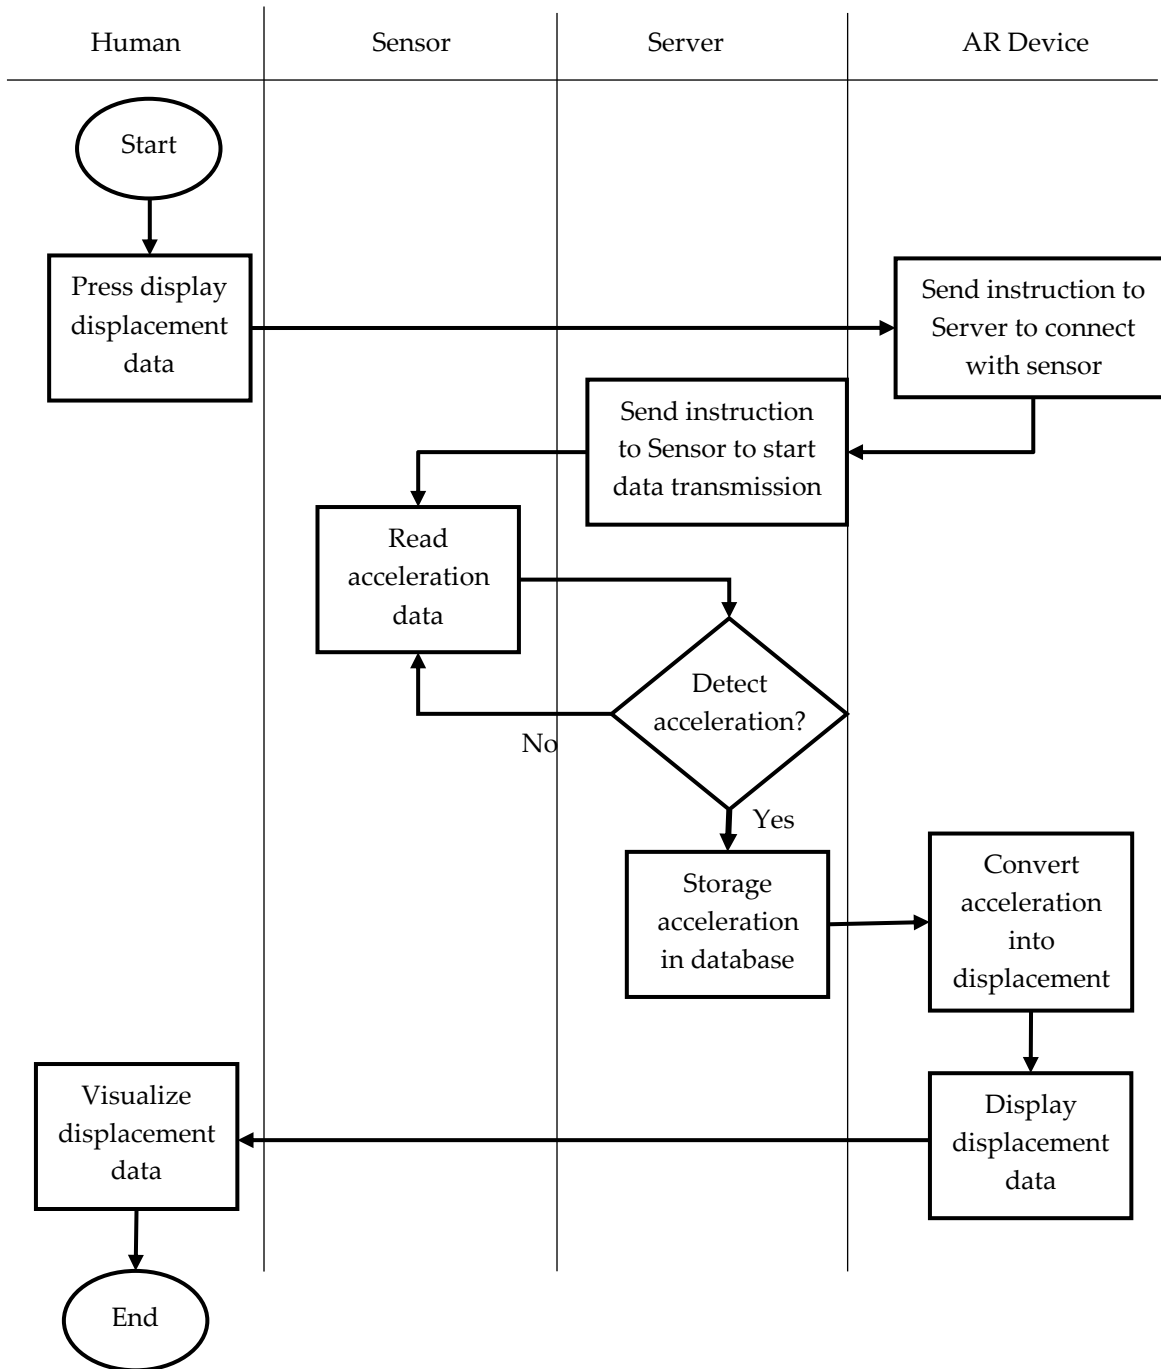 Human
Sensor
Server
AR Device
Start
Press display
displacement
data
Send instruction to
Server to connect
with sensor
Send instruction
to Sensor to start
data transmission
Read
acceleration
data
Detect
acceleration?
No
Yes
Storage
acceleration
in database
Convert
acceleration
into
displacement
Display
displacement
data
Visualize
displacement
data
End